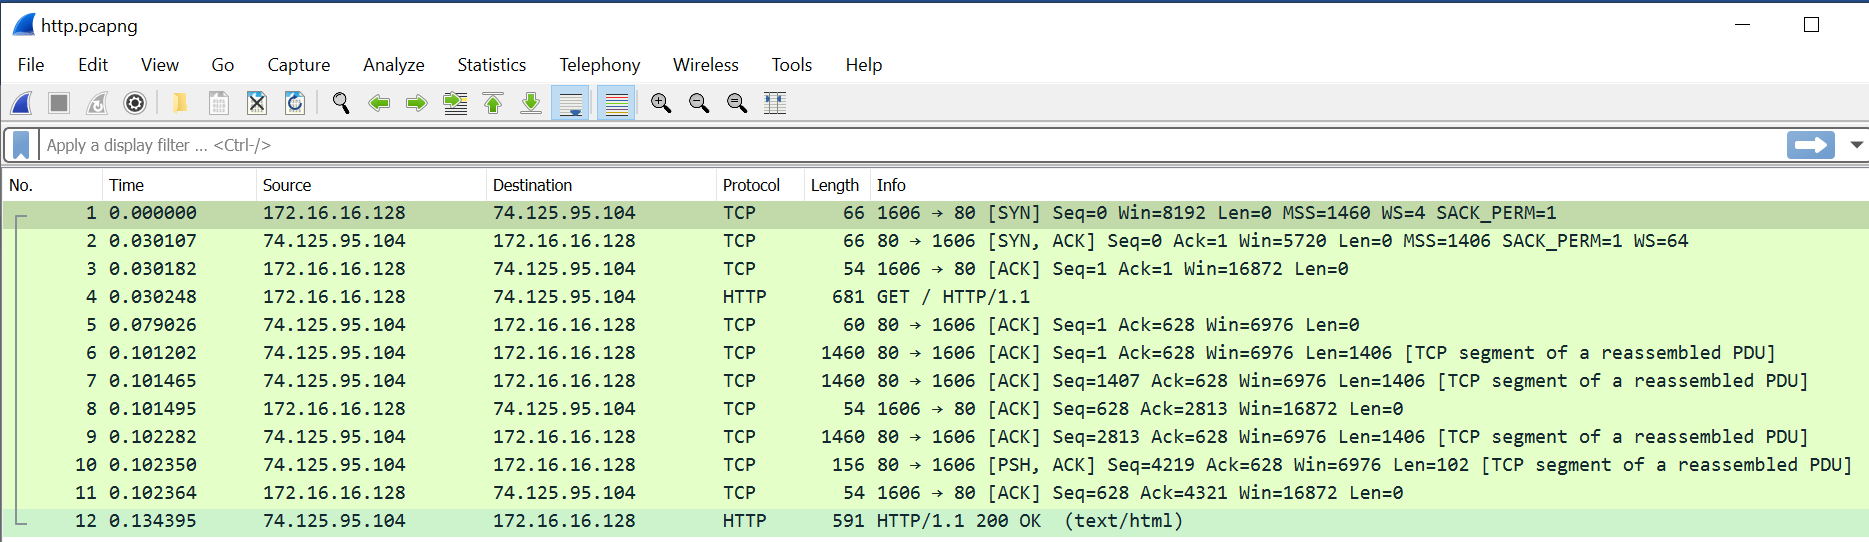 http.pcapng
File Edit View Go Capture Analyze Statistics Telephony Wireless Tools Help
Apply a display filter ... <Ctrl-/>
No. Time Source Destination Protocol Length Info
1 0.000000 172.16.16.128 74.125.95.104 TCP 66 1606 → 80 [SYN] Seq=0 Win=8192 Len=0 MSS=1460 WS=4 SACK_PERM=1
2 0.030107 74.125.95.104 172.16.16.128 TCP 66 80 → 1606 [SYN, ACK] Seq=0 Ack=1 Win=5720 Len=0 MSS=1406 SACK_PERM=1 WS=64
3 0.030182 172.16.16.128 74.125.95.104 TCP 54 1606 → 80 [ACK] Seq=1 Ack=1 Win=16872 Len=0
4 0.030248 172.16.16.128 74.125.95.104 HTTP 681 GET / HTTP/1.1
5 0.079026 74.125.95.104 172.16.16.128 TCP 60 80 → 1606 [ACK] Seq=1 Ack=628 Win=6976 Len=0
6 0.101202 74.125.95.104 172.16.16.128 TCP 1460 80 → 1606 [ACK] Seq=1 Ack=628 Win=6976 Len=1406 [TCP segment of a reassembled PDU]
7 0.101465 74.125.95.104 172.16.16.128 TCP 1460 80 → 1606 [ACK] Seq=1407 Ack=628 Win=6976 Len=1406 [TCP segment of a reassembled PDU]
8 0.101495 172.16.16.128 74.125.95.104 TCP 54 1606 → 80 [ACK] Seq=628 Ack=2813 Win=16872 Len=0
9 0.102282 74.125.95.104 172.16.16.128 TCP 1460 80 → 1606 [ACK] Seq=2813 Ack=628 Win=6976 Len=1406 [TCP segment of a reassembled PDU]
10 0.102350 74.125.95.104 172.16.16.128 TCP 156 80 → 1606 [PSH, ACK] Seq=4219 Ack=628 Win=6976 Len=102 [TCP segment of a reassembled PDU]
11 0.102364 172.16.16.128 74.125.95.104 TCP 54 1606 → 80 [ACK] Seq=628 Ack=4321 Win=16872 Len=0
12 0.134395 74.125.95.104 172.16.16.128 HTTP 591 HTTP/1.1 200 OK (text/html)